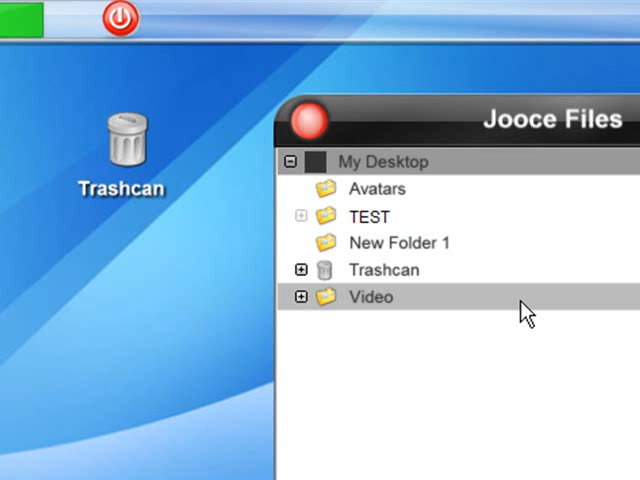 Trashcan
Jooce Files
My Desktop
Avatars
TEST
New Folder 1
Trashcan
Video